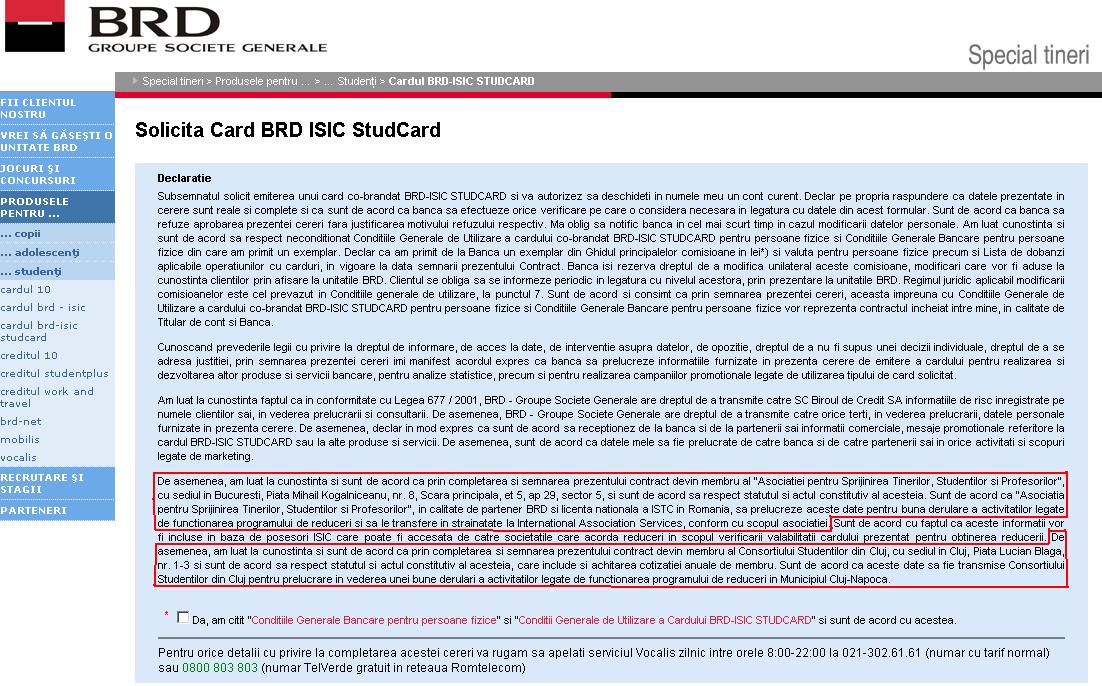 BRD
GROUPE SOCIETE GENERALE
Special tineri
Special tineri > Produsele pentru ... > ... Studenţi > Cardul BRD-ISIC STUDCARD
FII CLIENTUL
NOSTRU
VREI SĂ GĂSEŞTI O
UNITATE BRD
JOCURI ŞI
CONCURSURI
PRODUSELE
PENTRU ...
... copii
... adolescenţi
... studenţi
cardul 10
cardul brd - isic
cardul brd-isic
studcard
creditul 10
creditul studentplus
creditul work and
travel
brd-net
mobilis
vocalis
RECRUTARE ŞI
STAGII
PARTENERI
Solicita Card BRD ISIC StudCard
Declaratie
Subsemnatul solicit emiterea unui card co-brandat BRD-ISIC STUDCARD si va autorizez sa deschideti in numele meu un cont curent. Declar pe propria raspundere ca datele prezentate in
cerere sunt reale si complete si ca sunt de acord ca banca sa efectueze orice verificare pe care o considera necesara in legatura cu datele din acest formular. Sunt de acord ca banca sa
refuze aprobarea prezentei cereri fara justificarea motivului refuzului respectiv. Ma oblig sa notific banca in cel mai scurt timp in cazul modificarii datelor personale. Am luat cunostinta si
sunt de acord sa respect neconditionat Conditiile Generale de Utilizare a cardului co-brandat BRD-ISIC STUDCARD pentru persoane fizice si Conditiile Generale Bancare pentru persoane
fizice din care am primit un exemplar. Declar ca am primit de la Banca un exemplar din Ghidul principalelor comisioane in lei*) si valuta pentru persoane fizice precum si Lista de dobanzi
aplicabile operatiunilor cu carduri, in vigoare la data semnarii prezentului Contract. Banca isi rezerva dreptul de a modifica unilateral aceste comisioane, modificari care vor fi aduse la
cunostinta clientilor prin afisare la unitatile BRD. Clientul se obliga sa se informeze periodic in legatura cu nivelul acestora, prin prezentare la unitatile BRD. Regimul juridic aplicabil modificarii
comisioanelor este cel prevazut in Conditiile generale de utilizare, la punctul 7. Sunt de acord si consimt ca prin semnarea prezentei cereri, aceasta impreuna cu Conditiile Generale de
Utilizare a cardului co-brandat BRD-ISIC STUDCARD pentru persoane fizice si Conditiile Generale Bancare pentru persoane fizice vor reprezenta contractul incheiat intre mine, in calitate de
Titular de cont si Banca.
Cunoscand prevederile legii cu privire la dreptul de informare, de acces la date, de interventie asupra datelor, de opozitie, dreptul de a nu fi supus unei decizii individuale, dreptul de a se
adresa justitiei, prin semnarea prezentei cereri imi manifest acordul expres ca banca sa prelucreze informatiile furnizate in prezenta cerere de emitere a cardului pentru realizarea si
dezvoltarea altor produse si servicii bancare, pentru analize statistice, precum si pentru realizarea campaniilor promotionale legate de utilizarea tipului de card solicitat.
Am luat la cunostinta faptul ca in conformitate cu Legea 677 / 2001, BRD - Groupe Societe Generale are dreptul de a transmite catre SC Biroul de Credit SA informatiile de risc inregistrate pe
numele clientilor sai, in vederea prelucrarii si consultarii. De asemenea, BRD - Groupe Societe Generale are dreptul de a transmite catre orice terti, in vederea prelucrarii, datele personale
furnizate in prezenta cerere. De asemenea, declar in mod expres ca sunt de acord sa receptionez de la banca si de la partenerii sai informatii comerciale, mesaje promotionale referitore la
cardul BRD-ISIC STUDCARD sau la alte produse si servicii. De asemenea, sunt de acord ca datele mele sa fie prelucrate de catre banca si de catre partenerii sai in orice activitati si scopuri
legate de marketing.
De asemenea, am luat la cunostinta si sunt de acord ca prin completarea si semnarea prezentului contract devin membru al "Asociatiei pentru Sprijinirea Tinerilor, Studentilor si Profesorilor",
cu sediul in Bucuresti, Piata Mihail Kogalniceanu, nr. 8, Scara principala, et 5, ap 29, sector 5, si sunt de acord sa respect statutul si actul constitutiv al acesteia. Sunt de acord ca "Asociatia
pentru Sprijinirea Tinerilor, Studentilor si Profesorilor", in calitate de partener BRD si licenta nationala a ISTC in Romania, sa prelucreze aceste date pentru buna derulare a activitatilor legate
de functionarea programului de reduceri si sa le transfere in strainatate la International Association Services, conform cu scopul asociatiei. Sunt de acord cu faptul ca aceste informatii vor
fi incluse in baza de posesori ISIC care poate fi accesata de catre societatile care acorda reduceri in scopul verificarii valabilitatii cardului prezentat pentru obtinerea reducerii. De
asemenea, am luat la cunostinta si sunt de acord ca prin completarea si semnarea prezentului contract devin membru al Consortiului Studentilor din Cluj, cu sediul in Cluj, Piata Lucian Blaga,
nr. 1-3 si sunt de acord sa respect statutul si actul constitutiv al acesteia, care include si achitarea cotizatiei anuale de membru. Sunt de acord ca aceste date sa fie transmise Consortiului
Studentilor din Cluj pentru prelucrare in vederea unei bune derulari a activitatilor legate de functionarea programului de reduceri in Municipiul Cluj-Napoca.
* Da, am citit "Conditiile Generale Bancare pentru persoane fizice" si "Conditii Generale de Utilizare a Cardului BRD-ISIC STUDCARD" si sunt de acord cu acestea.
Pentru orice detalii cu privire la completarea acestei cereri va rugam sa apelati serviciul Vocalis zilnic intre orele 8:00-22:00 la 021-302.61.61 (numar cu tarif normal)
sau 0800 803 803 (numar TelVerde gratuit in reteaua Romtelecom)